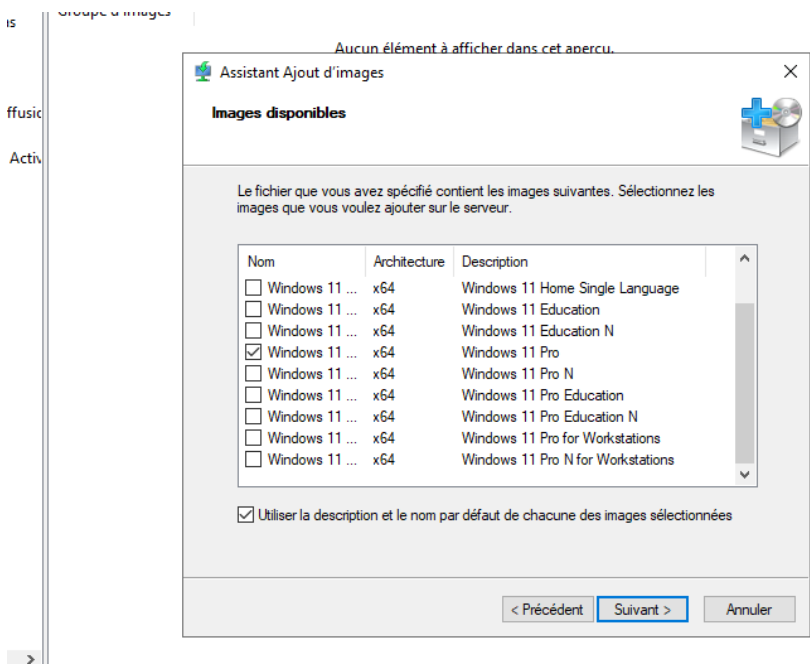 Groupe d'images
Aucun élément à afficher dans cet aperçu.
Assistant Ajout d'images
Images disponibles
Le fichier que vous avez spécifié contient les images suivantes. Sélectionnez les
images que vous voulez ajouter sur le serveur.
Nom Architecture Description
Windows 11 ... x64 Windows 11 Home Single Language
Windows 11 ... x64 Windows 11 Education
Windows 11 ... x64 Windows 11 Education N
Windows 11 ... x64 Windows 11 Pro
Windows 11 ... x64 Windows 11 Pro N
Windows 11 ... x64 Windows 11 Pro Education
Windows 11 ... x64 Windows 11 Pro Education N
Windows 11 ... x64 Windows 11 Pro for Workstations
Windows 11 ... x64 Windows 11 Pro N for Workstations
Utiliser la description et le nom par défaut de chacune des images sélectionnées
< Précédent Suivant > Annuler